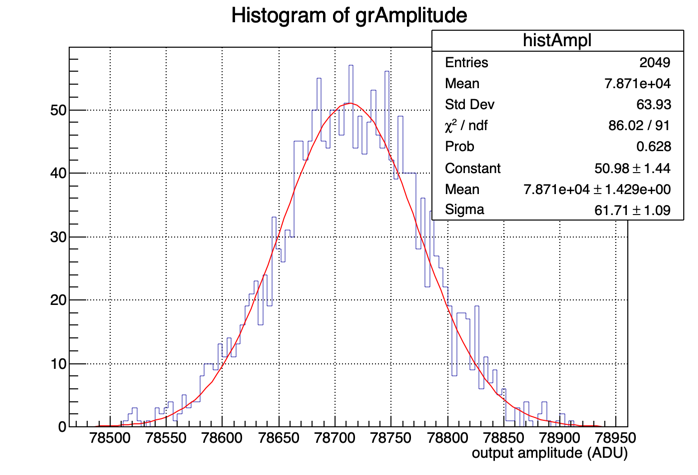 Histogram of grAmplitude
histAmpl
Entries 2049
Mean 7.871e+04
Std Dev 63.93
χ² / ndf 86.02 / 91
Prob 0.628
Constant 50.98 ± 1.44
Mean 7.871e+04 ± 1.429e+00
Sigma 61.71 ± 1.09
50
40
30
20
10
0
78500 78550 78600 78650 78700 78750 78800 78850 78900 78950
output amplitude (ADU)